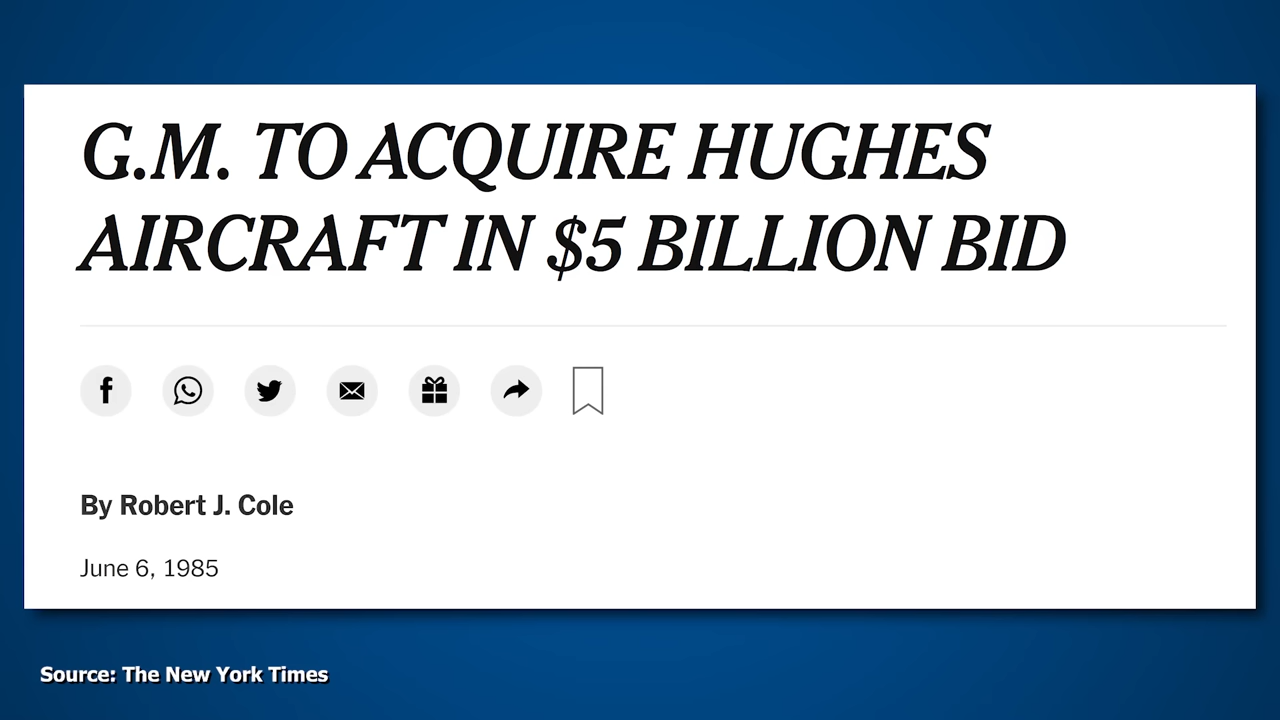 G.M. TO ACQUIRE HUGHES
AIRCRAFT IN $5 BILLION BID
By Robert J. Cole
June 6, 1985
Source: The New York Times